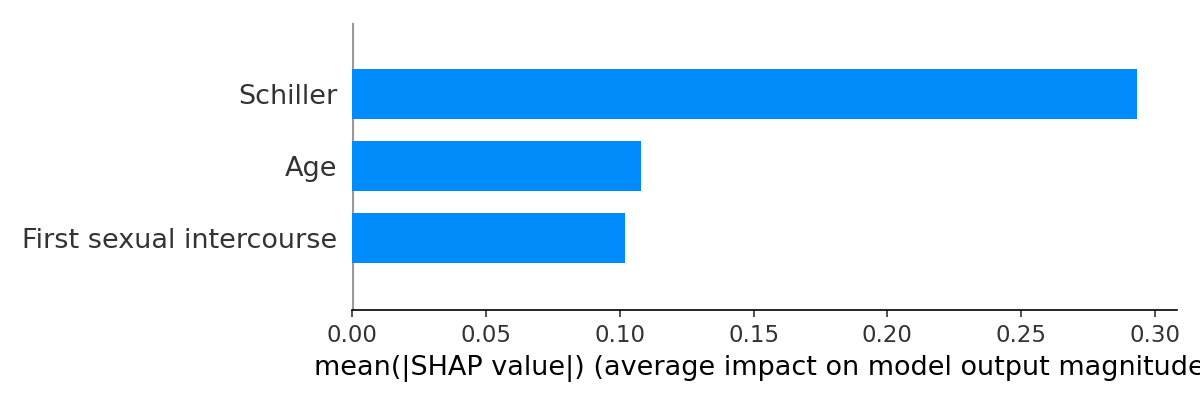 Schiller
Age
First sexual intercourse
0.00 0.05 0.10 0.15 0.20 0.25 0.30
mean(|SHAP value|) (average impact on model output magnitude